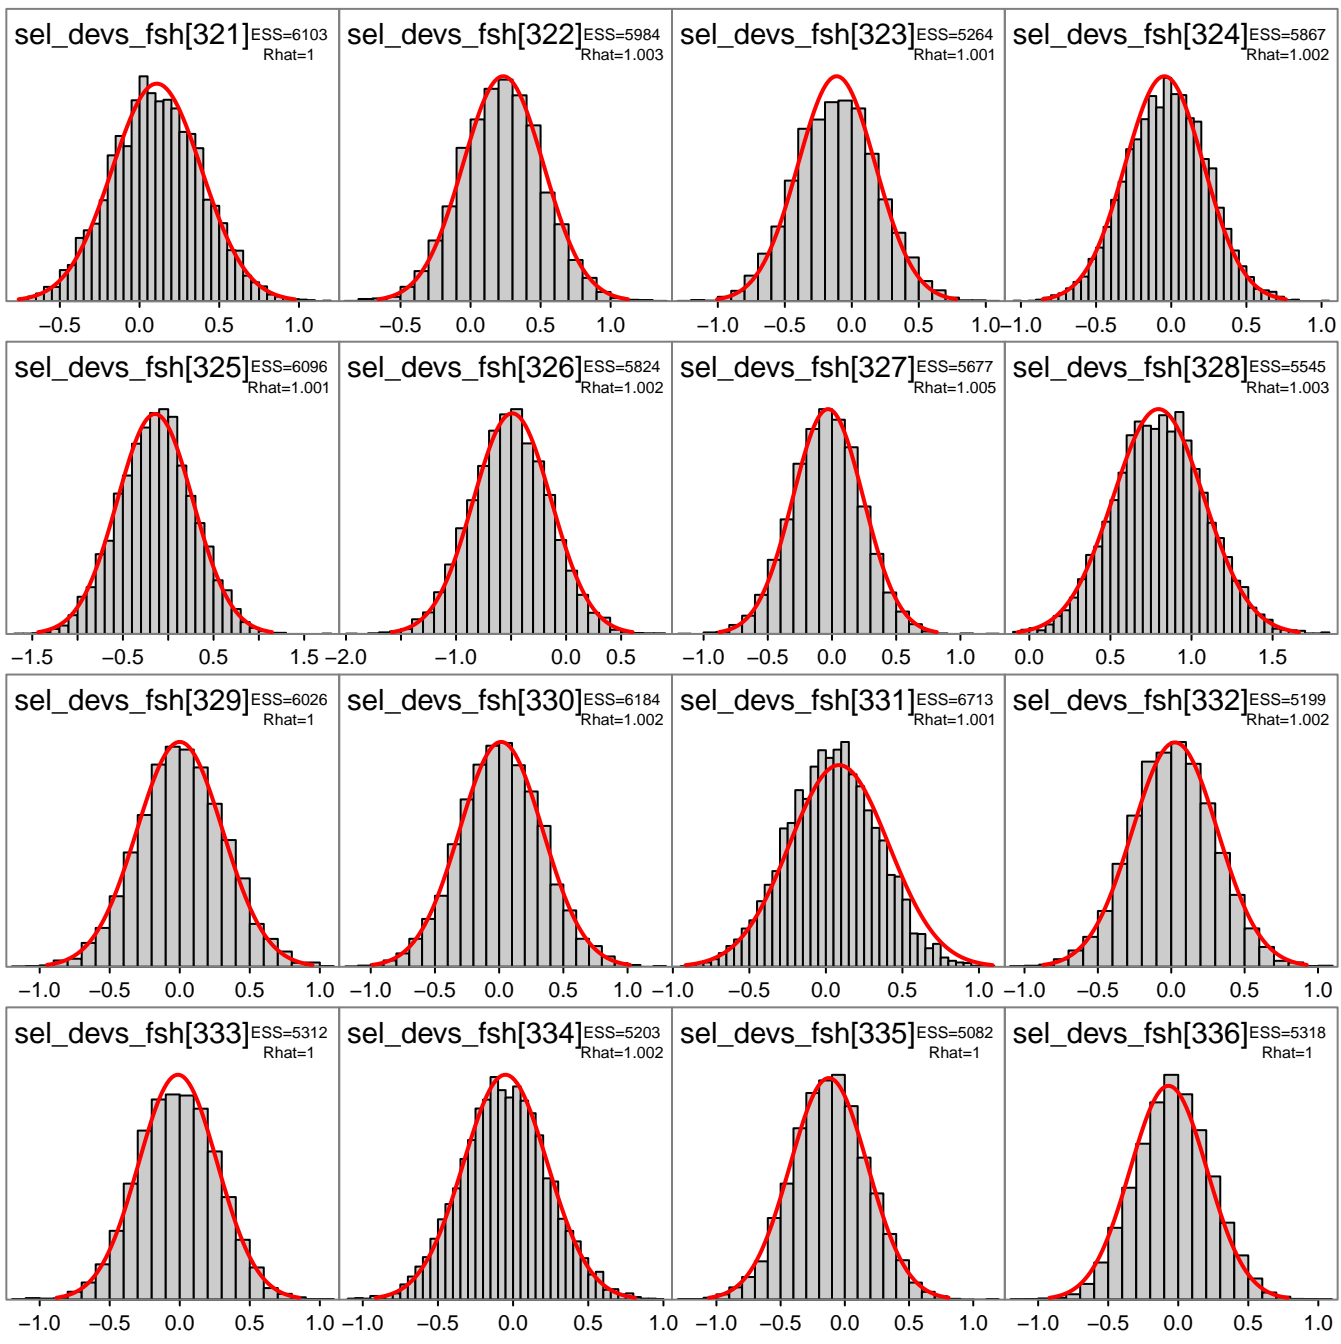 sel_devs_fsh[321] ESS=6103
Rhat=1
sel_devs_fsh[322] ESS=5984
Rhat=1.003
sel_devs_fsh[323] ESS=5264
Rhat=1.001
sel_devs_fsh[324] ESS=5867
Rhat=1.002
−0.5 0.0 0.5 1.0
−0.5 0.0 0.5 1.0
−1.0 −0.5 0.0 0.5 1.0
−1.0 −0.5 0.0 0.5 1.0
sel_devs_fsh[325] ESS=6096
Rhat=1.001
sel_devs_fsh[326] ESS=5824
Rhat=1.002
sel_devs_fsh[327] ESS=5677
Rhat=1.005
sel_devs_fsh[328] ESS=5545
Rhat=1.003
−1.5 −0.5 0.5 1.5
−2.0 −1.0 0.0 0.5
−1.0 −0.5 0.0 0.5 1.0
0.0 0.5 1.0 1.5
sel_devs_fsh[329] ESS=6026
Rhat=1
sel_devs_fsh[330] ESS=6184
Rhat=1.002
sel_devs_fsh[331] ESS=6713
Rhat=1.001
sel_devs_fsh[332] ESS=5199
Rhat=1.002
−1.0 −0.5 0.0 0.5 1.0
−1.0 −0.5 0.0 0.5 1.0
−1.0 −0.5 0.0 0.5 1.0
−1.0 −0.5 0.0 0.5 1.0
sel_devs_fsh[333] ESS=5312
Rhat=1
sel_devs_fsh[334] ESS=5203
Rhat=1.002
sel_devs_fsh[335] ESS=5082
Rhat=1
sel_devs_fsh[336] ESS=5318
Rhat=1
−1.0 −0.5 0.0 0.5 1.0
−1.0 −0.5 0.0 0.5 1.0
−1.0 −0.5 0.0 0.5 1.0
−1.0 −0.5 0.0 0.5 1.0